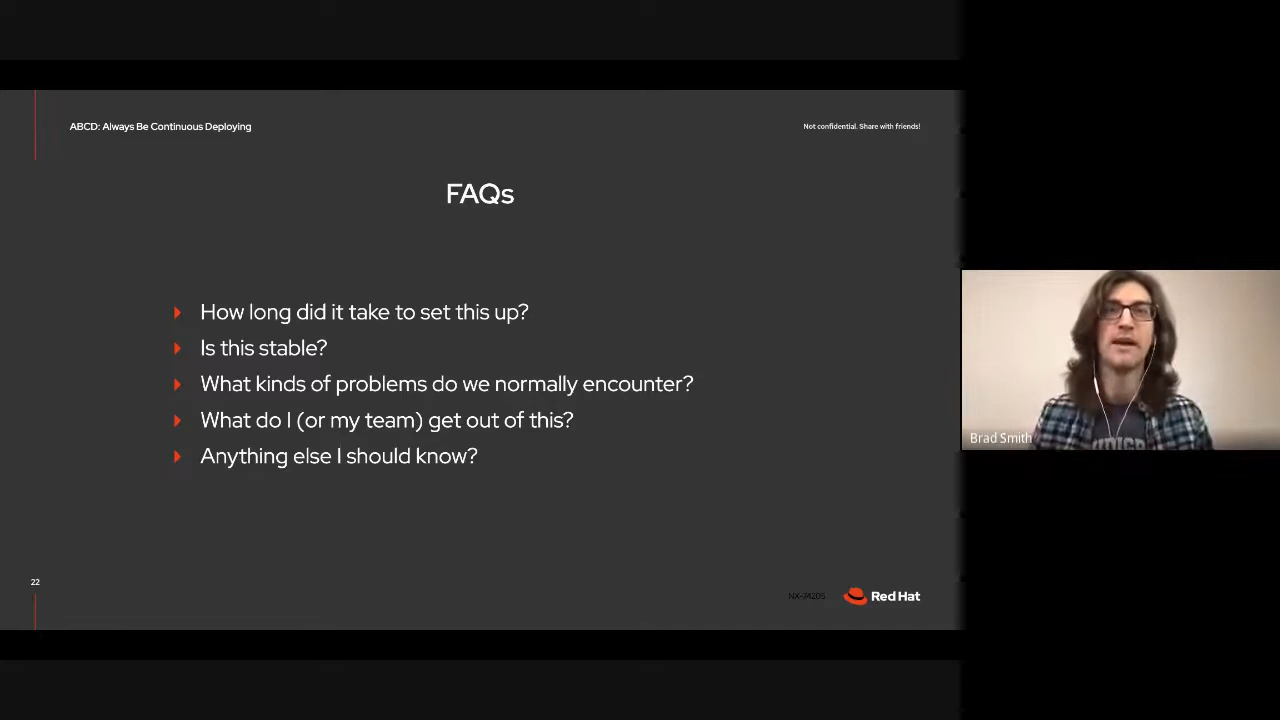 ABCD: Always Be Continuous Deploying
Not confidential. Share with friends!
FAQs
How long did it take to set this up?
Is this stable?
What kinds of problems do we normally encounter?
What do I (or my team) get out of this?
Anything else I should know?
Brad Smith
22
Red Hat